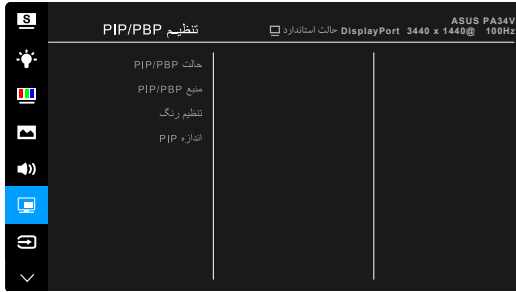 S
تنظیم PIP/PBP
ASUS PA34V
حالت استاندارد DisplayPort 3440 x 1440@ 100Hz
حالت PIP/PBP
منبع PIP/PBP
تنظیم رنگ
اندازه PIP